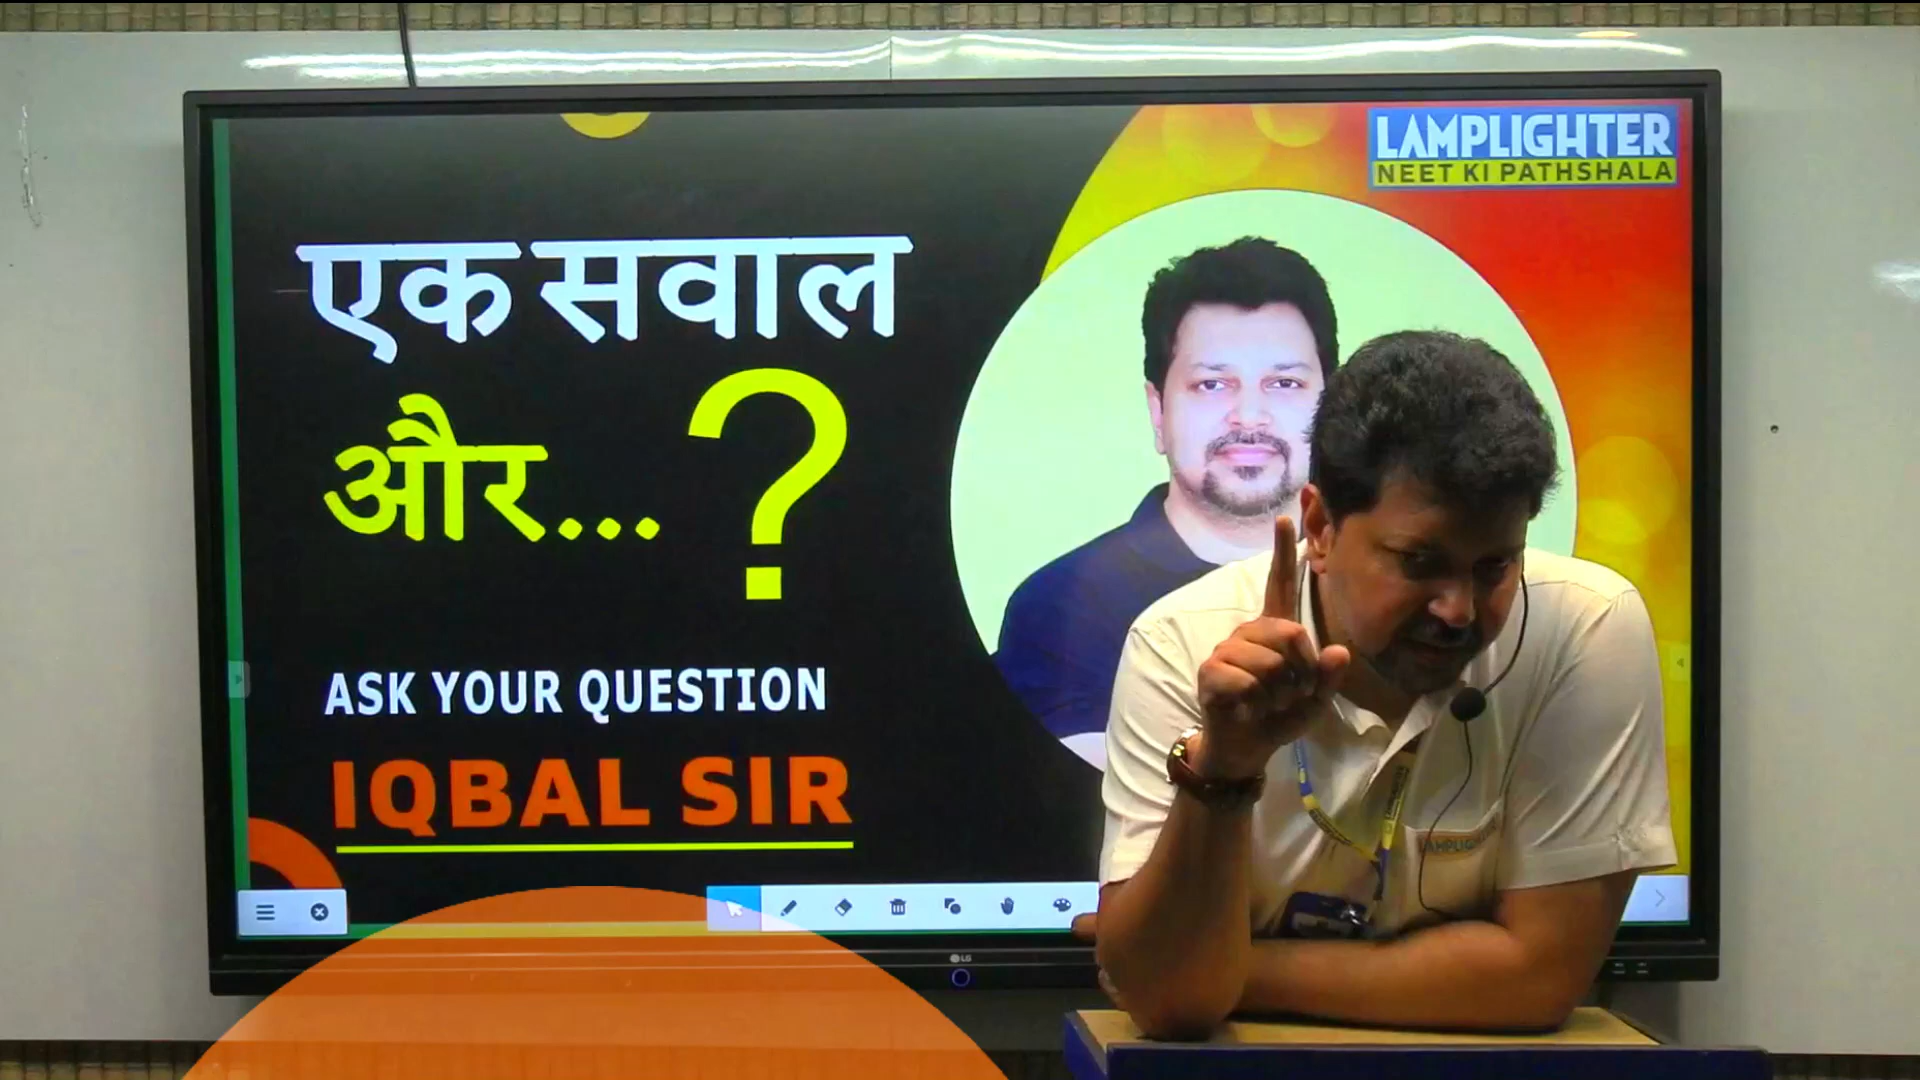 LAMPLIGHTER
NEET KI PATHSHALA
एक सवाल
और... ?
ASK YOUR QUESTION
IQBAL SIR
LG